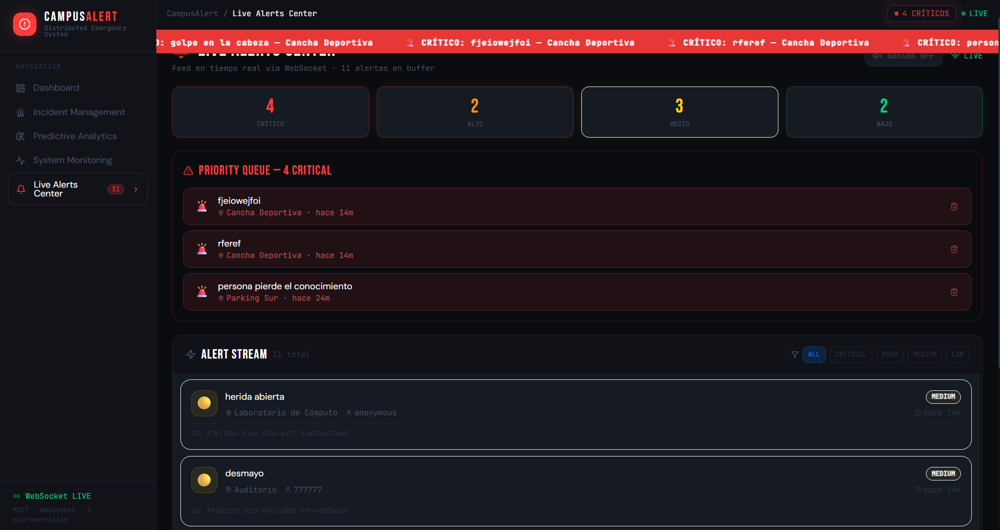 CAMPUSALERT
Distributed Emergency
System
CampusAlert / Live Alerts Center
4 CRÍTICOS
LIVE
: golpe en la cabeza — Cancha Deportiva
CRÍTICO: fjeiowejfoi — Cancha Deportiva
CRÍTICO: rferef — Cancha Deportiva
CRÍTICO: person
NAVEGACIÓN
Dashboard
Incident Management
Predictive Analytics
System Monitoring
Live Alerts
Center
11
LIVE ALERTS CENTER
Sonido OFF
LIVE
Feed en tiempo real vía WebSocket · 11 alertas en buffer
4
CRÍTICO
2
ALTO
3
MEDIO
2
BAJO
PRIORITY QUEUE — 4 CRITICAL
fjeiowejfoi
Cancha Deportiva · hace 14m
rferef
Cancha Deportiva · hace 14m
persona pierde el conocimiento
Parking Sur · hace 24m
ALERT STREAM 11 total
ALL CRITICAL HIGH MEDIUM LOW
herida abierta
MEDIUM
Laboratorio de Cómputo anonymous
hace 14m
ID: 87e17084-f1eb-424e-ba77-51e514647ab6
desmayo
MEDIUM
Auditorio 777777
hace 14m
ID: 9f3dc165-3c1b-44b2-a8b1-49ce4355a6cb
WebSocket LIVE
MQTT · WebSocket · 4
microservicios